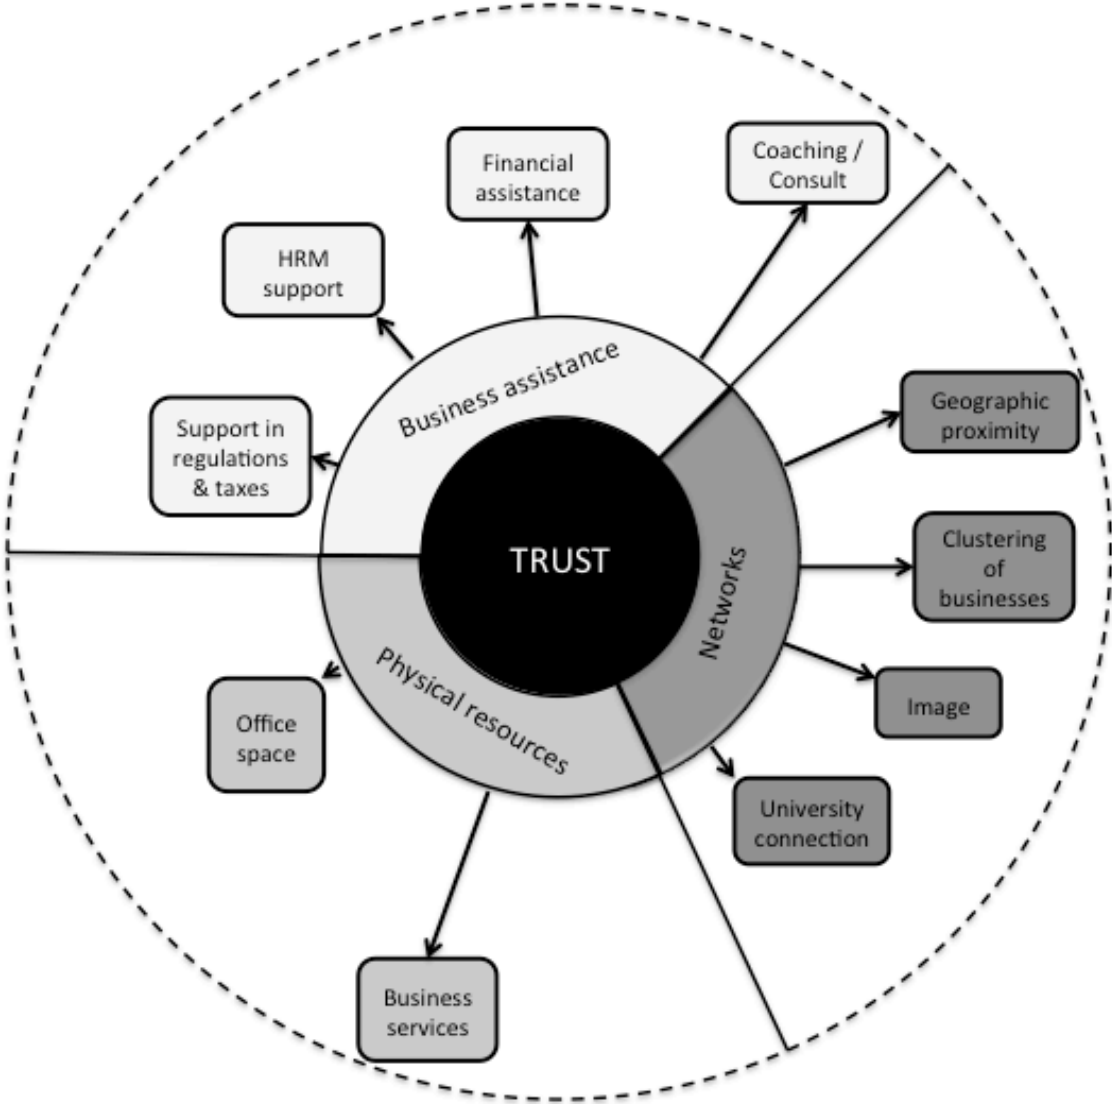 Financial
assistance
Coaching /
Consult
HRM
support
Business assistance
Support in
regulations
& taxes
Geographic
proximity
TRUST
Networks
Clustering
of
businesses
Physical resources
Image
Office
space
University
connection
Business
services